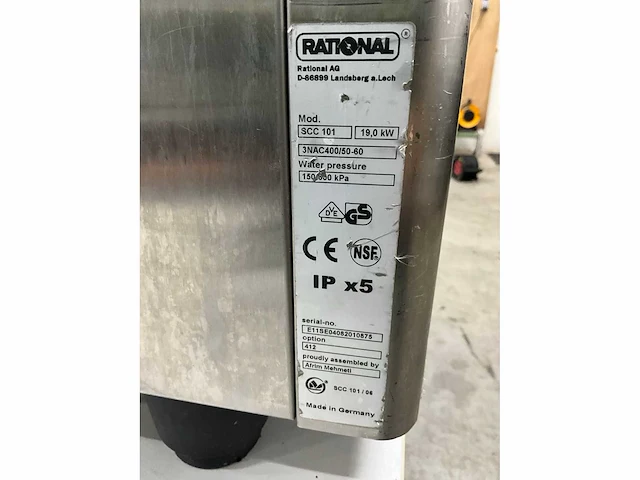 RATIONAL ®
Rational AG
D-86899 Landsberg a.Lech
Mod.
SCC 101 19,0 kW
3NAC400/50-60
Water pressure
150/600 kPa
DVE GS
CE NSF
IP x5
serial-no.
E11SE04082010875
option
412
proudly assembled by
Afrim Mehmeti
SCC 101 / 06
Made in Germany